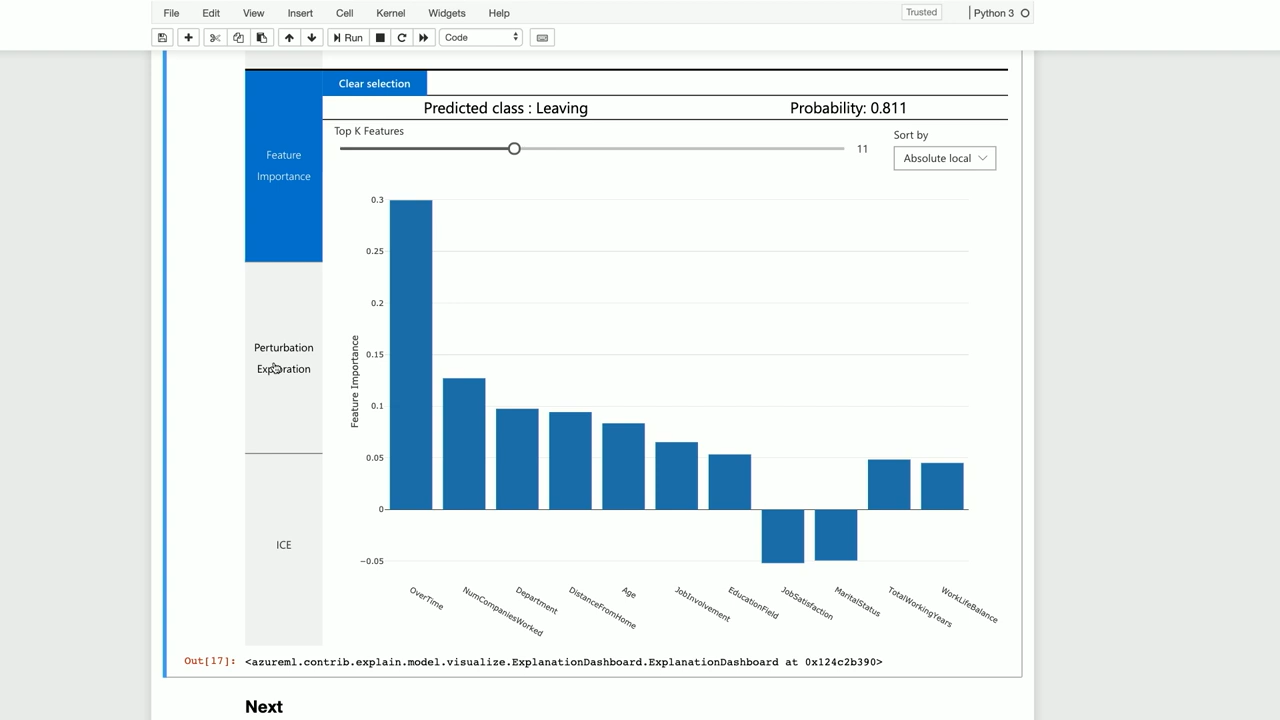 File Edit View Insert Cell Kernel Widgets Help Trusted Python 3
Run Code
Clear selection
Predicted class : Leaving Probability: 0.811
Top K Features
11
Sort by
Absolute local
Feature
Importance
Perturbation
Exploration
ICE
Feature Importance
0.3
0.25
0.2
0.15
0.1
0.05
0
−0.05
OverTime
NumCompaniesWorked
Department
DistanceFromHome
Age
JobInvolvement
EducationField
JobSatisfaction
MaritalStatus
TotalWorkingYears
WorkLifeBalance
Out[17]: <azureml.contrib.explain.model.visualize.ExplanationDashboard.ExplanationDashboard at 0x124c2b390>
Next